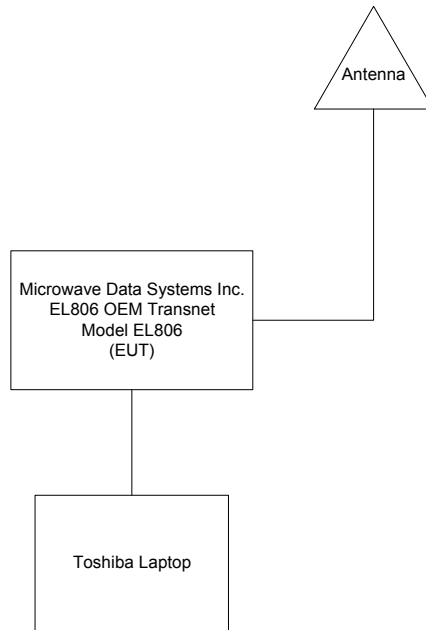 Antenna
Microwave Data Systems Inc.
EL806 OEM Transnet
Model EL806
(EUT)
Toshiba Laptop